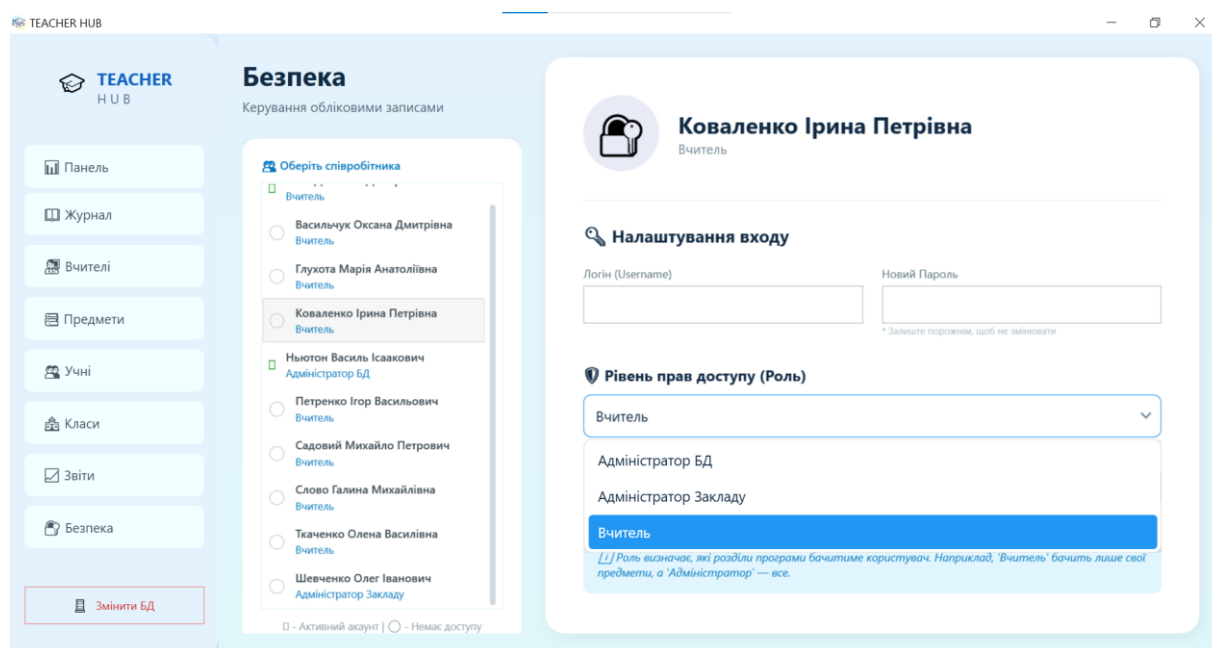 TEACHER HUB
TEACHER
HUB
Панель
Журнал
Вчителі
Предмети
Учні
Класи
Звіти
Безпека
Змінити БД
Безпека
Керування обліковими записами
Оберіть співробітника
Вчитель
Васильчук Оксана Дмитрівна
Вчитель
Глухота Марія Анатоліївна
Вчитель
Коваленко Ірина Петрівна
Вчитель
Ньютон Василь Ісаакович
Адміністратор БД
Петренко Ігор Васильович
Вчитель
Садовий Михайло Петрович
Вчитель
Слово Галина Михайлівна
Вчитель
Ткаченко Олена Василівна
Вчитель
Шевченко Олег Іванович
Адміністратор Закладу
▯ - Активний акаунт | ◯ - Немає доступу
Коваленко Ірина Петрівна
Вчитель
Налаштування входу
Логін (Username) Новий Пароль
* Залиште порожнім, щоб не змінювати
Рівень прав доступу (Роль)
Вчитель
Адміністратор БД
Адміністратор Закладу
Вчитель
[i] Роль визначає, які розділи програми бачитиме користувач. Наприклад, 'Вчитель' бачить лише свої
предмети, а 'Адміністратор' — все.